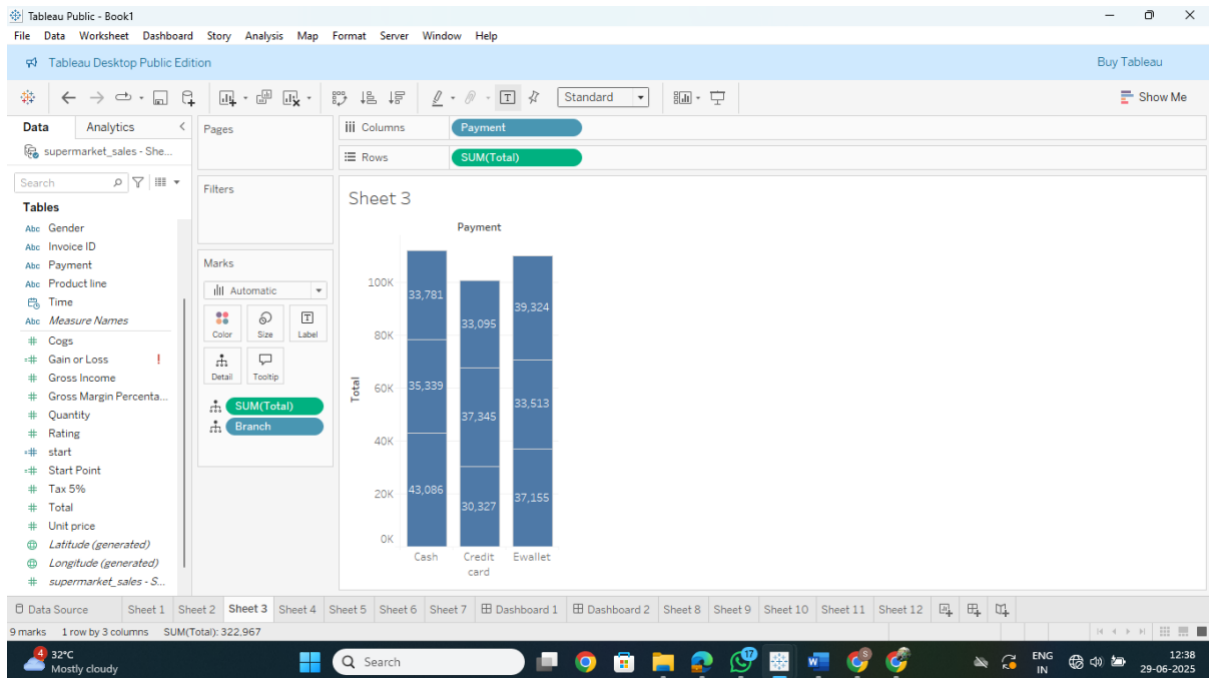 Tableau Public - Book1
File Data Worksheet Dashboard Story Analysis Map Format Server Window Help
Tableau Desktop Public Edition Buy Tableau
Standard Show Me
Data Analytics
supermarket_sales - She...
Search
Tables
Abc Gender
Abc Invoice ID
Abc Payment
Abc Product line
Time
Abc Measure Names
# Cogs
=# Gain or Loss !
# Gross Income
# Gross Margin Percenta...
# Quantity
# Rating
=# start
=# Start Point
# Tax 5%
# Total
# Unit price
Latitude (generated)
Longitude (generated)
# supermarket_sales - S...
Pages
Filters
Marks
Automatic
Color Size Label
Detail Tooltip
SUM(Total)
Branch
Columns Payment
Rows SUM(Total)
Sheet 3
Payment
Total
100K
80K
60K
40K
20K
0K
33,781
35,339
43,086
33,095
37,345
30,327
39,324
33,513
37,155
Cash Credit card Ewallet
Data Source Sheet 1 Sheet 2 Sheet 3 Sheet 4 Sheet 5 Sheet 6 Sheet 7 Dashboard 1 Dashboard 2 Sheet 8 Sheet 9 Sheet 10 Sheet 11 Sheet 12
9 marks 1 row by 3 columns SUM(Total): 322,967
4
32°C
Mostly cloudy
Search
17
ENG
IN
12:38
29-06-2025